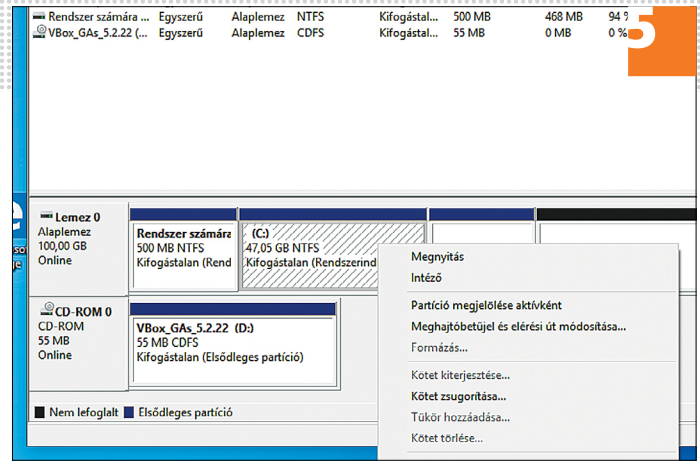 Rendszer számára ... Egyszerű Alaplemez NTFS Kifogástal... 500 MB 468 MB 94 %
VBox_GAs_5.2.22 (... Egyszerű Alaplemez CDFS Kifogástal... 55 MB 0 MB 0 %
5
Lemez 0
Alaplemez
100,00 GB
Online
Rendszer számára
500 MB NTFS
Kifogástalan (Rend
(C:)
47,05 GB NTFS
Kifogástalan (Rendszerind
CD-ROM 0
CD-ROM
55 MB
Online
VBox_GAs_5.2.22 (D:)
55 MB CDFS
Kifogástalan (Elsődleges partíció)
Megnyitás
Intéző
Partíció megjelölése aktívként
Meghajtóbetűjel és elérési út módosítása...
Formázás...
Kötet kiterjesztése...
Kötet zsugorítása...
Tükör hozzáadása...
Kötet törlése...
Nem lefoglalt Elsődleges partíció